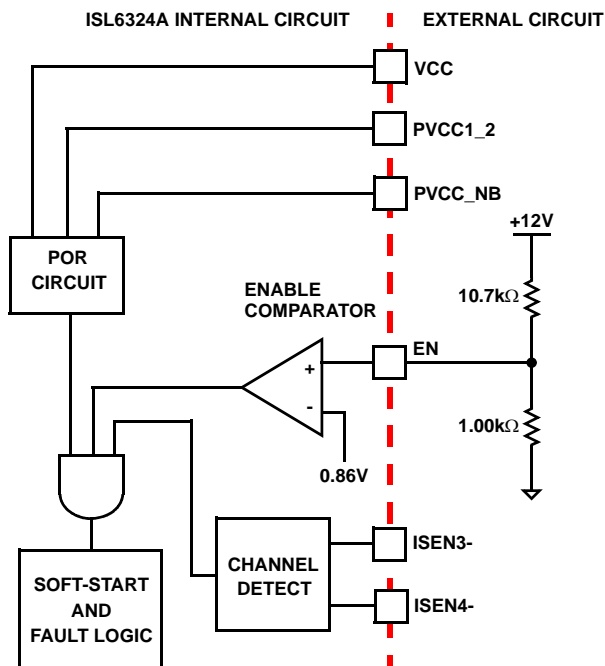 ISL6324A INTERNAL CIRCUIT
EXTERNAL CIRCUIT
VCC
PVCC1_2
PVCC_NB
+12V
POR
CIRCUIT
10.7kΩ
ENABLE
COMPARATOR
EN
+
-
1.00kΩ
0.86V
ISEN3-
CHANNEL
DETECT
ISEN4-
SOFT-START
AND
FAULT LOGIC